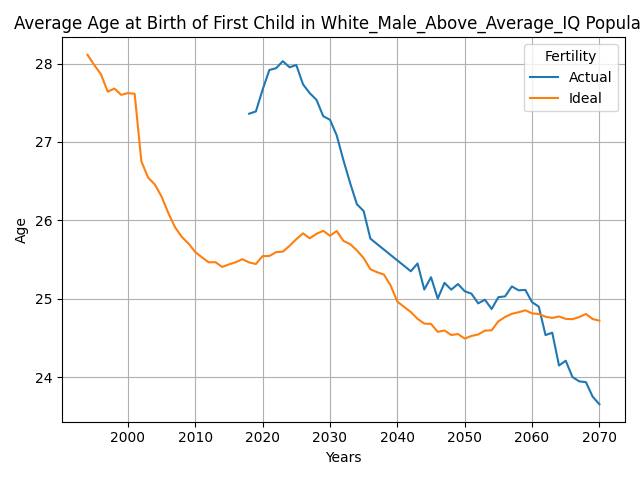 Average Age at Birth of First Child in White_Male_Above_Average_IQ Popula
Fertility
Actual
Ideal
28
27
26
25
24
Age
2000 2010 2020 2030 2040 2050 2060 2070
Years